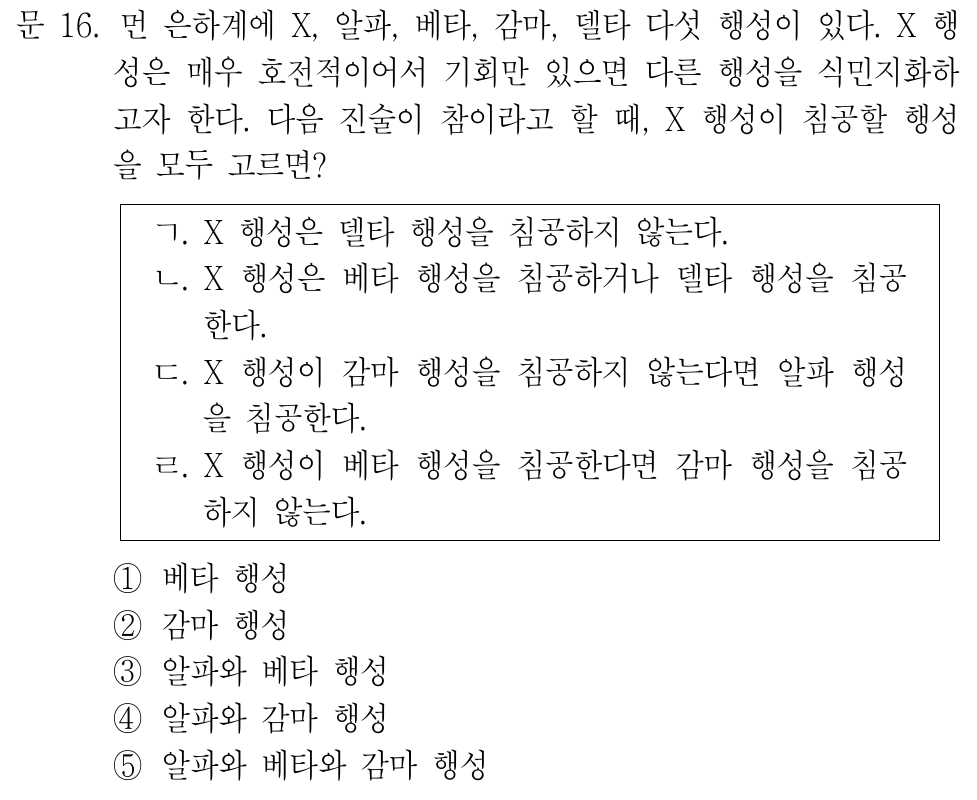 문 16. 먼 은하계에 X, 알파, 베타, 감마, 델타 다섯 행성이 있다. X 행
성은 매우 호전적이어서 기회만 있으면 다른 행성을 식민지화하
고자 한다. 다음 진술이 참이라고 할 때, X 행성이 침공할 행성
을 모두 고르면?
ㄱ. X 행성은 델타 행성을 침공하지 않는다.
ㄴ. X 행성은 베타 행성을 침공하거나 델타 행성을 침공
한다.
ㄷ. X 행성이 감마 행성을 침공하지 않는다면 알파 행성
을 침공한다.
ㄹ. X 행성이 베타 행성을 침공한다면 감마 행성을 침공
하지 않는다.
① 베타 행성
② 감마 행성
③ 알파와 베타 행성
④ 알파와 감마 행성
⑤ 알파와 베타와 감마 행성